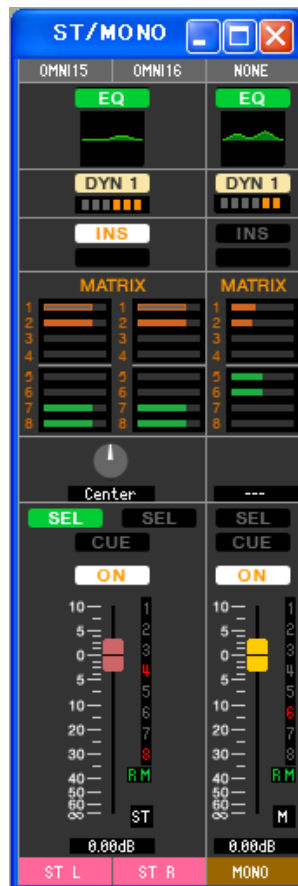 ST/MONO
OMNI15 OMNI16 NONE
EQ EQ
DYN 1 DYN 1
INS INS
MATRIX MATRIX
1 1 1
2 2 2
3 3 3
4 4 4
5 5 5
6 6 6
7 7 7
8 8 8
Center ---
SEL SEL SEL
CUE CUE
ON ON
10 1 10 1
5 2 5 2
0 3 0 3
4 4
5 5 5 5
10 6 10 6
20 7 20 7
30 8 30 8
40 R M 40 R M
50 50
60 60
∞ ST ∞ M
0.00dB 0.00dB
ST L ST R MONO